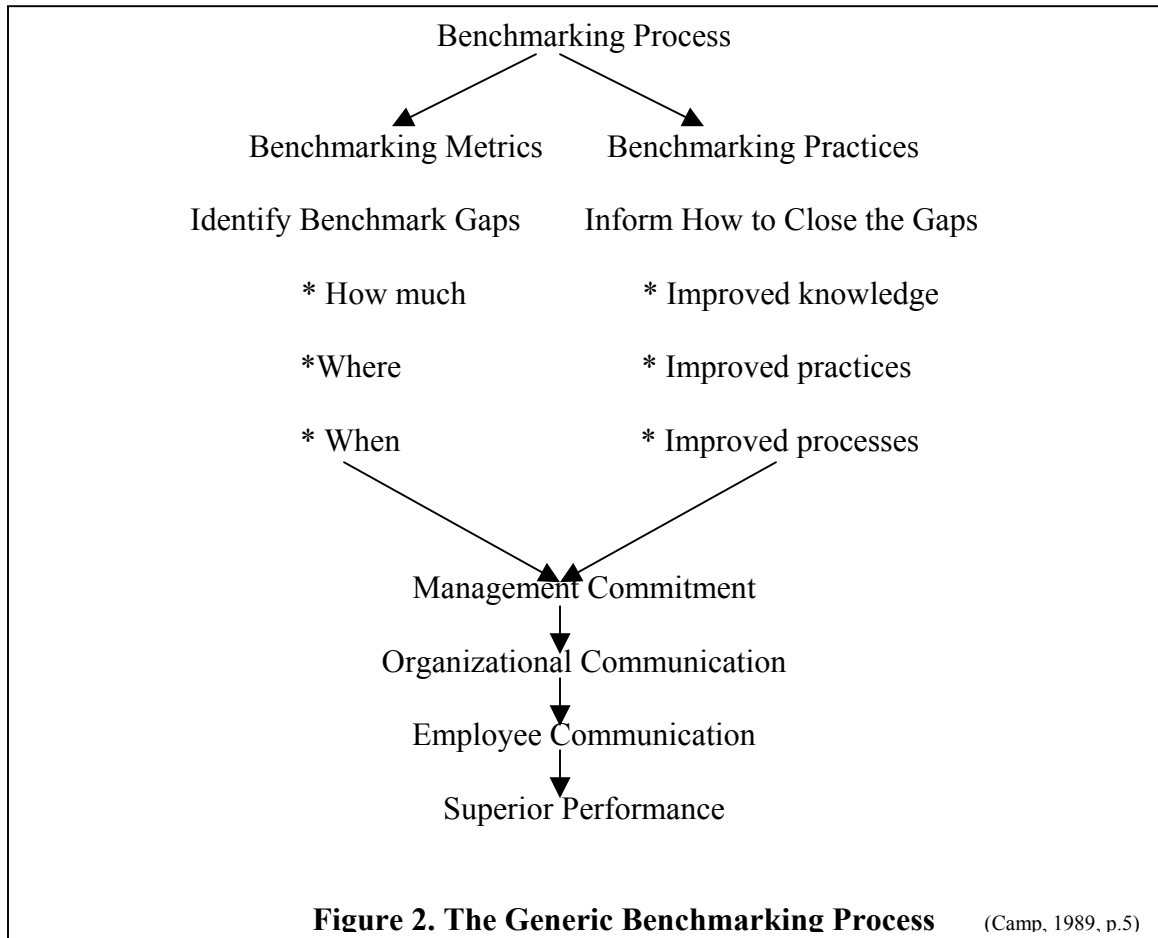 Benchmarking Process
Benchmarking Metrics Benchmarking Practices
Identify Benchmark Gaps Inform How to Close the Gaps
* How much * Improved knowledge
*Where * Improved practices
* When * Improved processes
Management Commitment
Organizational Communication
Employee Communication
Superior Performance
Figure 2. The Generic Benchmarking Process (Camp, 1989, p.5)